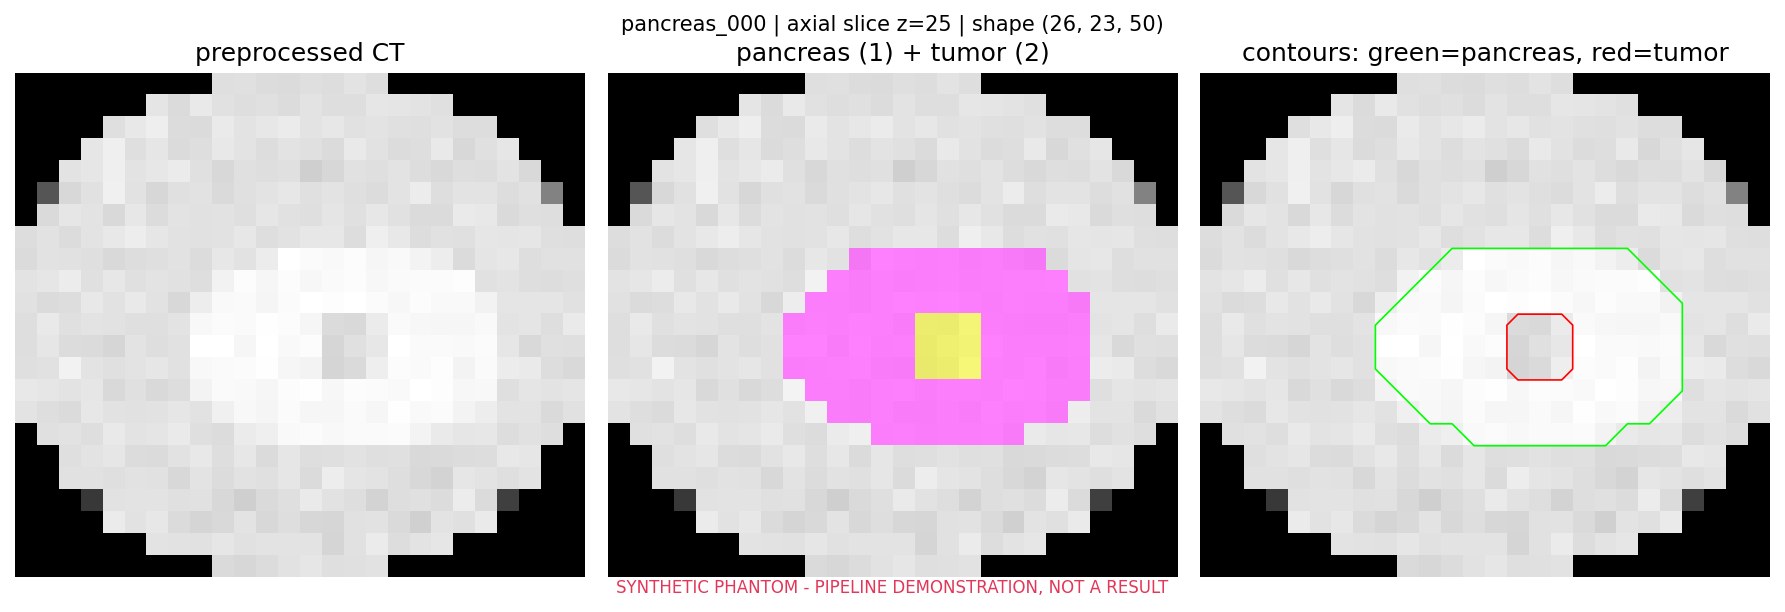 pancreas_000 | axial slice z=25 | shape (26, 23, 50)
preprocessed CT
pancreas (1) + tumor (2)
contours: green=pancreas, red=tumor
SYNTHETIC PHANTOM - PIPELINE DEMONSTRATION, NOT A RESULT